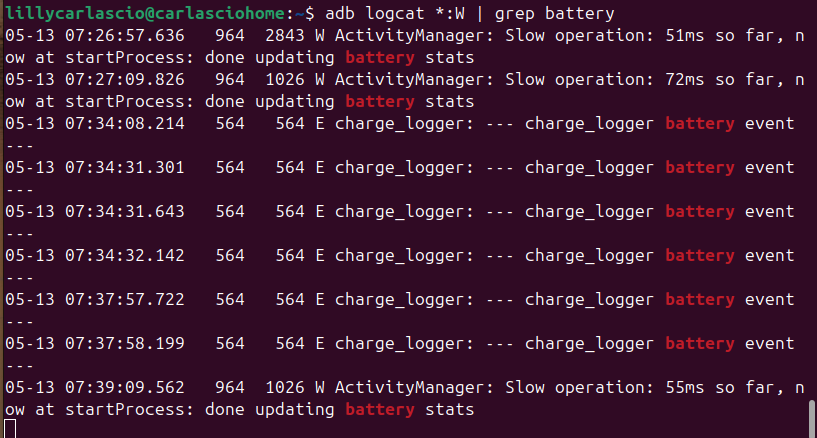 lillycarlascio@carlasciohome:~$ adb logcat *:W | grep battery
05-13 07:26:57.636   964  2843 W ActivityManager: Slow operation: 51ms so far, n
ow at startProcess: done updating battery stats
05-13 07:27:09.826   964  1026 W ActivityManager: Slow operation: 72ms so far, n
ow at startProcess: done updating battery stats
05-13 07:34:08.214   564   564 E charge_logger: --- charge_logger battery event
---
05-13 07:34:31.301   564   564 E charge_logger: --- charge_logger battery event
---
05-13 07:34:31.643   564   564 E charge_logger: --- charge_logger battery event
---
05-13 07:34:32.142   564   564 E charge_logger: --- charge_logger battery event
---
05-13 07:37:57.722   564   564 E charge_logger: --- charge_logger battery event
---
05-13 07:37:58.199   564   564 E charge_logger: --- charge_logger battery event
---
05-13 07:39:09.562   964  1026 W ActivityManager: Slow operation: 55ms so far, n
ow at startProcess: done updating battery stats